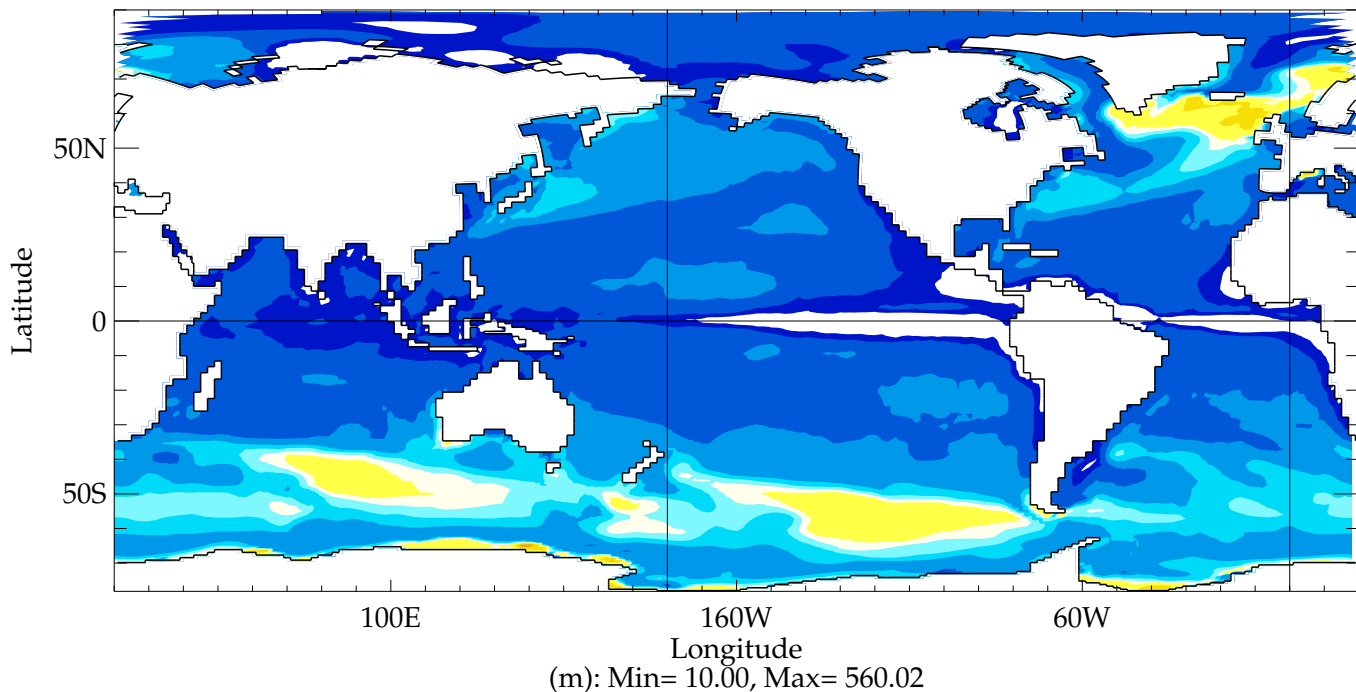 50N
Latitude
0
50S
100E 160W 60W
Longitude
(m): Min= 10.00, Max= 560.02